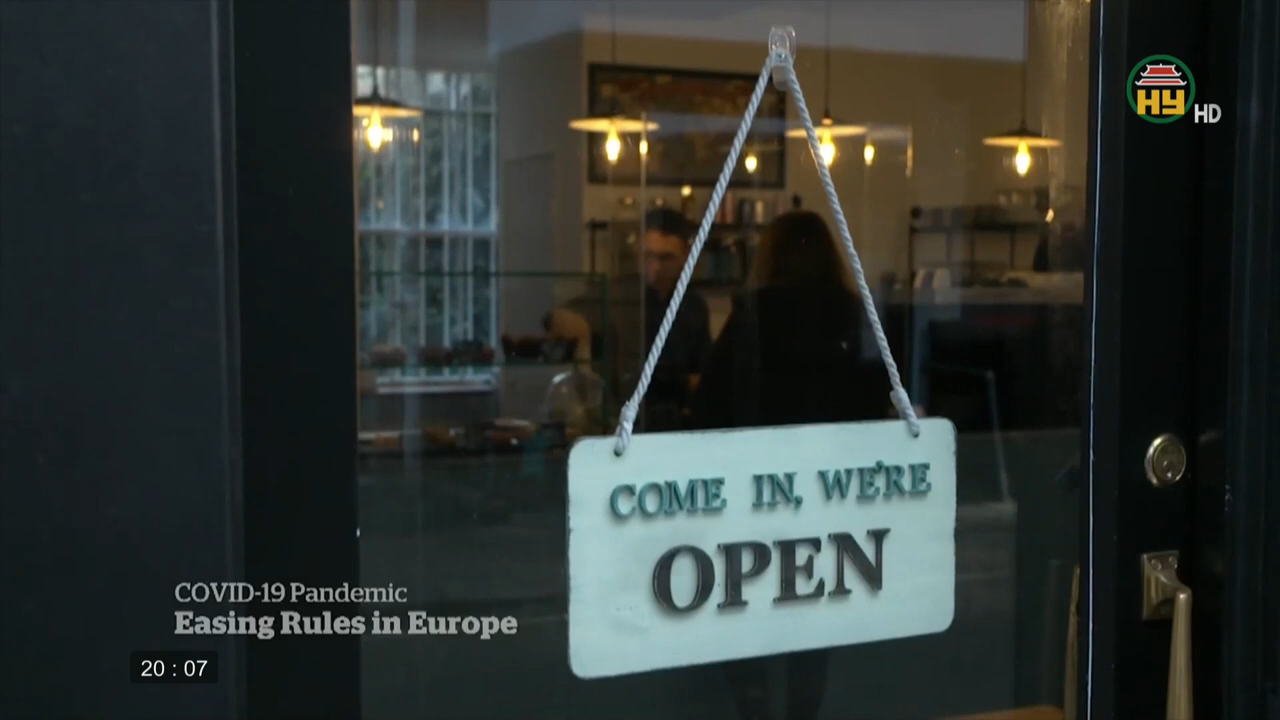 HY HD
COME IN, WE'RE
OPEN
COVID-19 Pandemic
Easing Rules in Europe
20 : 07